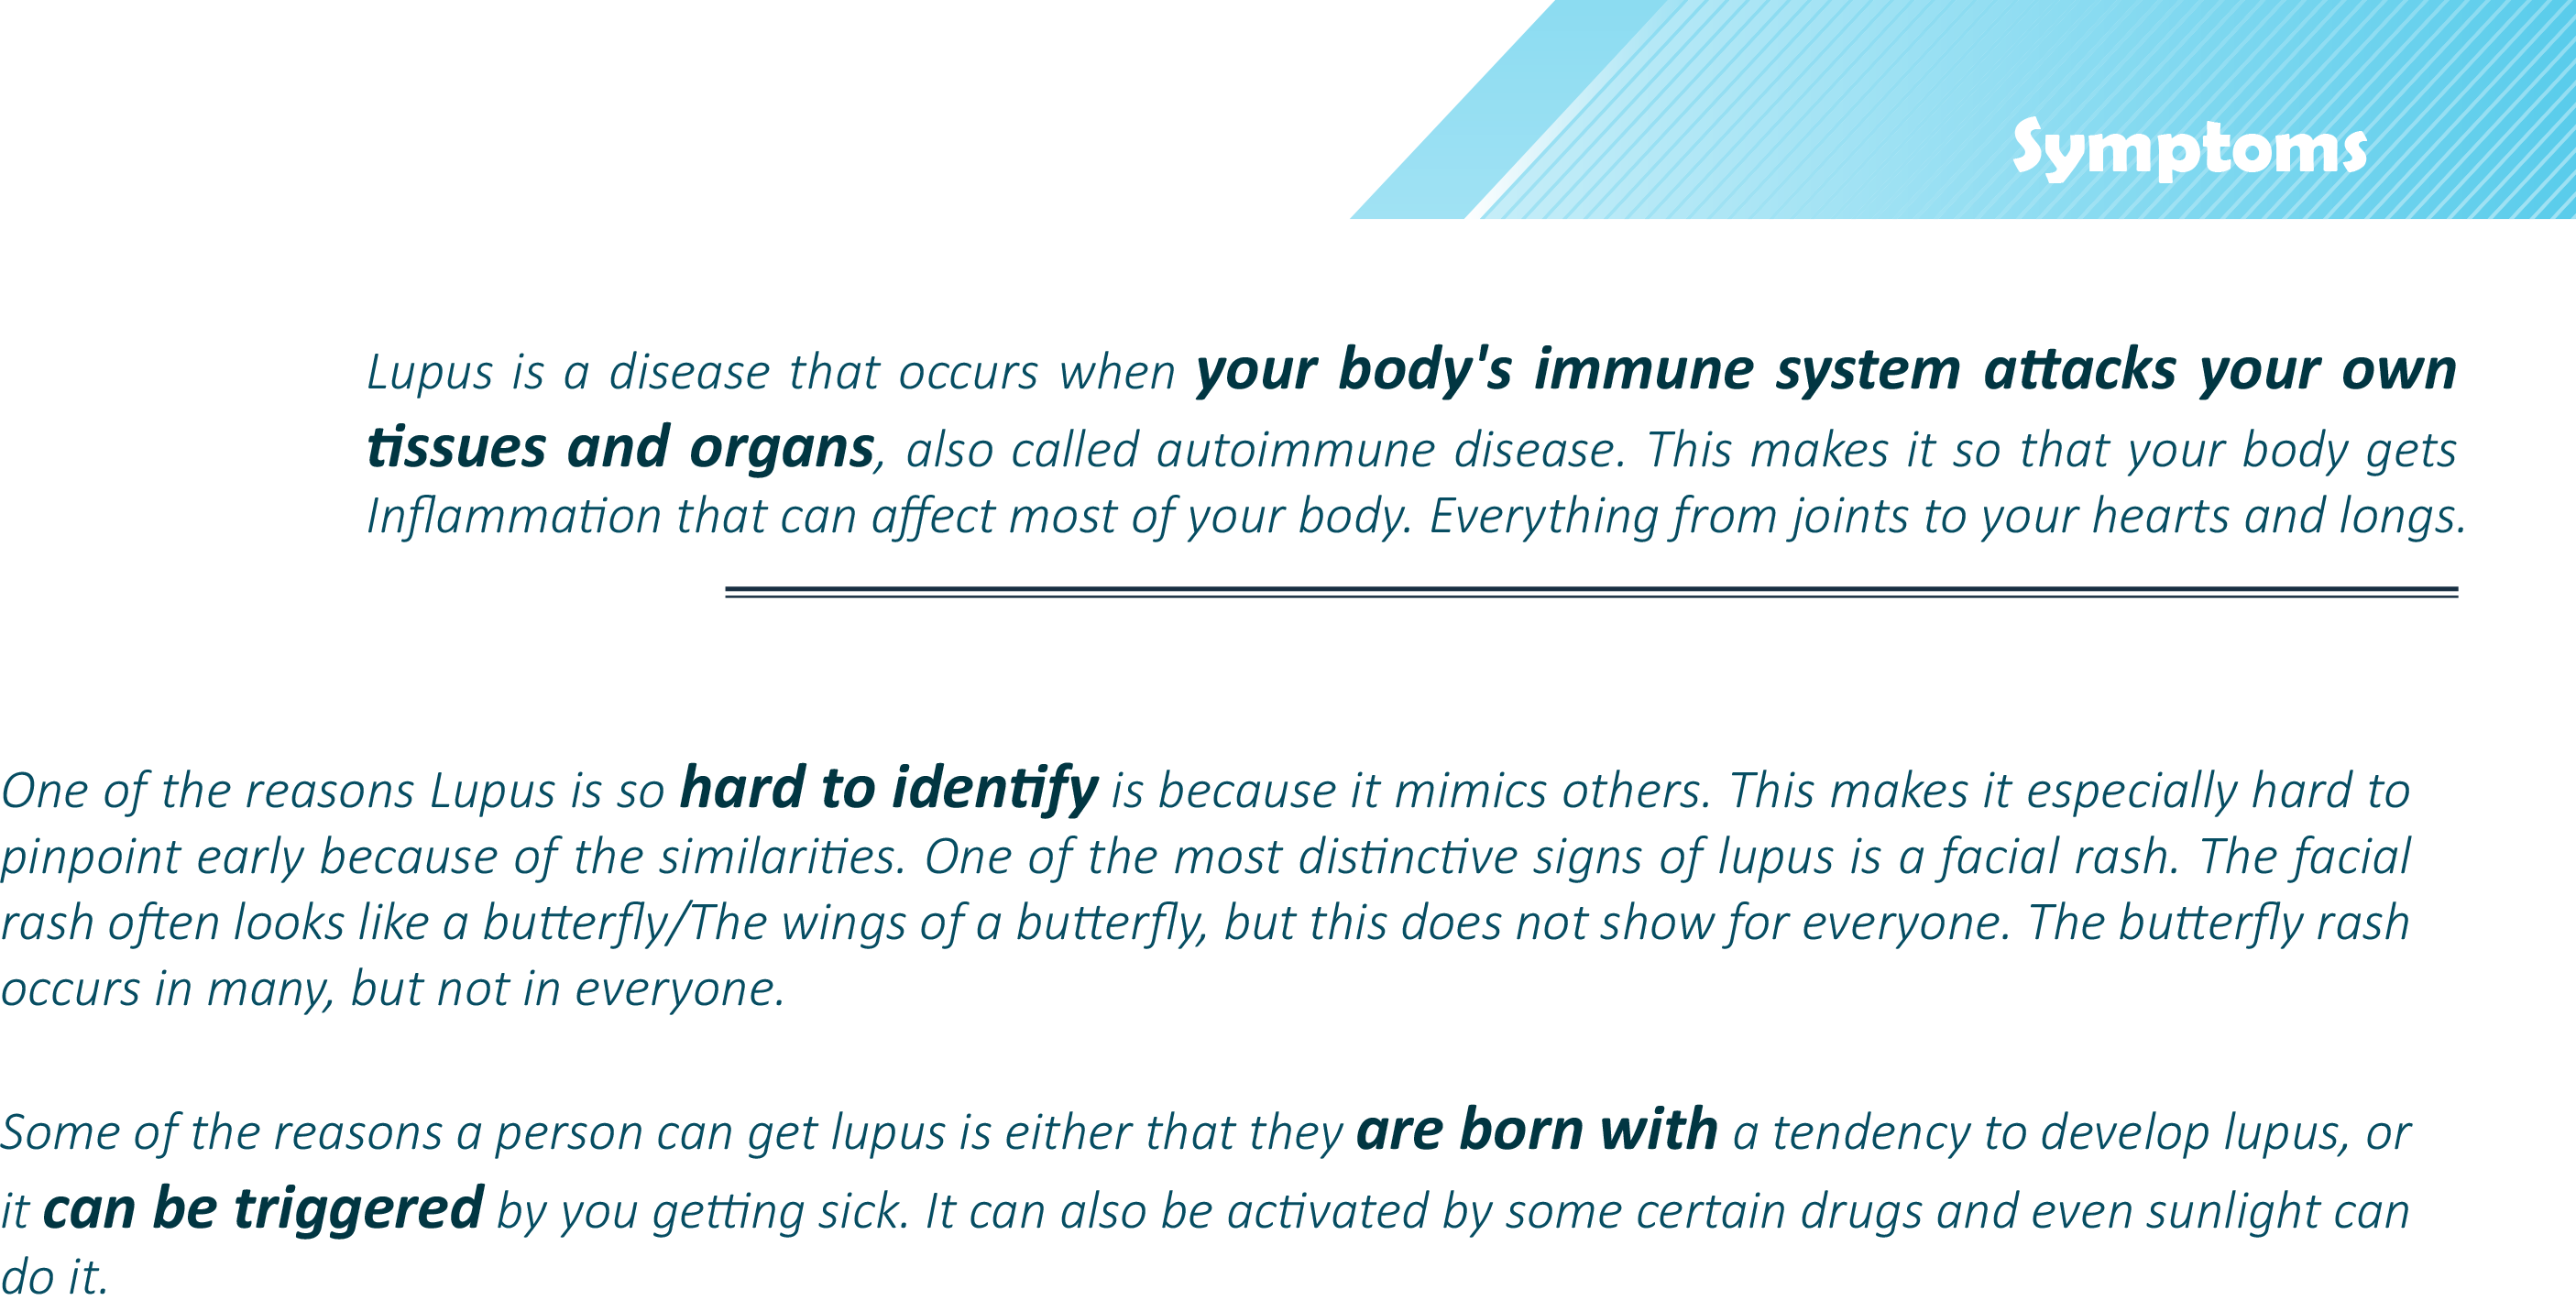 Symptoms
Lupus is a disease that occurs when your body's immune system attacks your own
tissues and organs, also called autoimmune disease. This makes it so that your body gets
Inflammation that can affect most of your body. Everything from joints to your hearts and longs.
One of the reasons Lupus is so hard to identify is because it mimics others. This makes it especially hard to
pinpoint early because of the similarities. One of the most distinctive signs of lupus is a facial rash. The facial
rash often looks like a butterfly/The wings of a butterfly, but this does not show for everyone. The butterfly rash
occurs in many, but not in everyone.
Some of the reasons a person can get lupus is either that they are born with a tendency to develop lupus, or
it can be triggered by you getting sick. It can also be activated by some certain drugs and even sunlight can
do it.